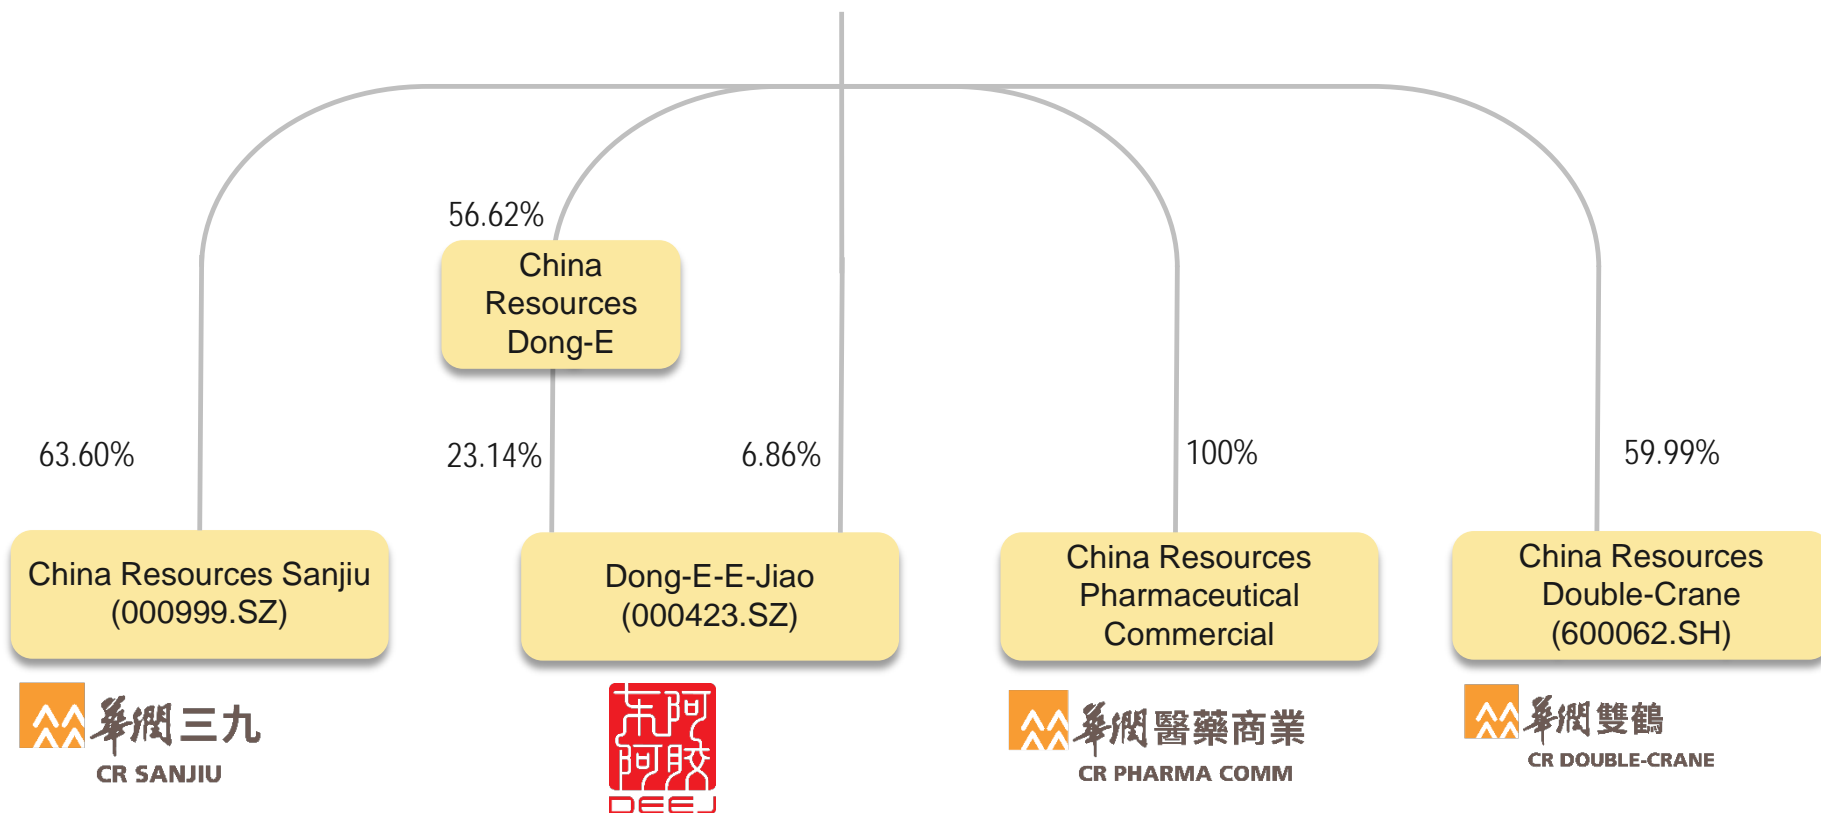 56.62%
China
Resources
Dong-E
63.60%
23.14%
6.86%
100%
59.99%
China Resources Sanjiu
(000999.SZ)
Dong-E-E-Jiao
(000423.SZ)
China Resources
Pharmaceutical
Commercial
China Resources
Double-Crane
(600062.SH)
華潤三九
CR SANJIU
东阿
阿胶
DEEJ
華潤醫藥商業
CR PHARMA COMM
華潤雙鶴
CR DOUBLE-CRANE